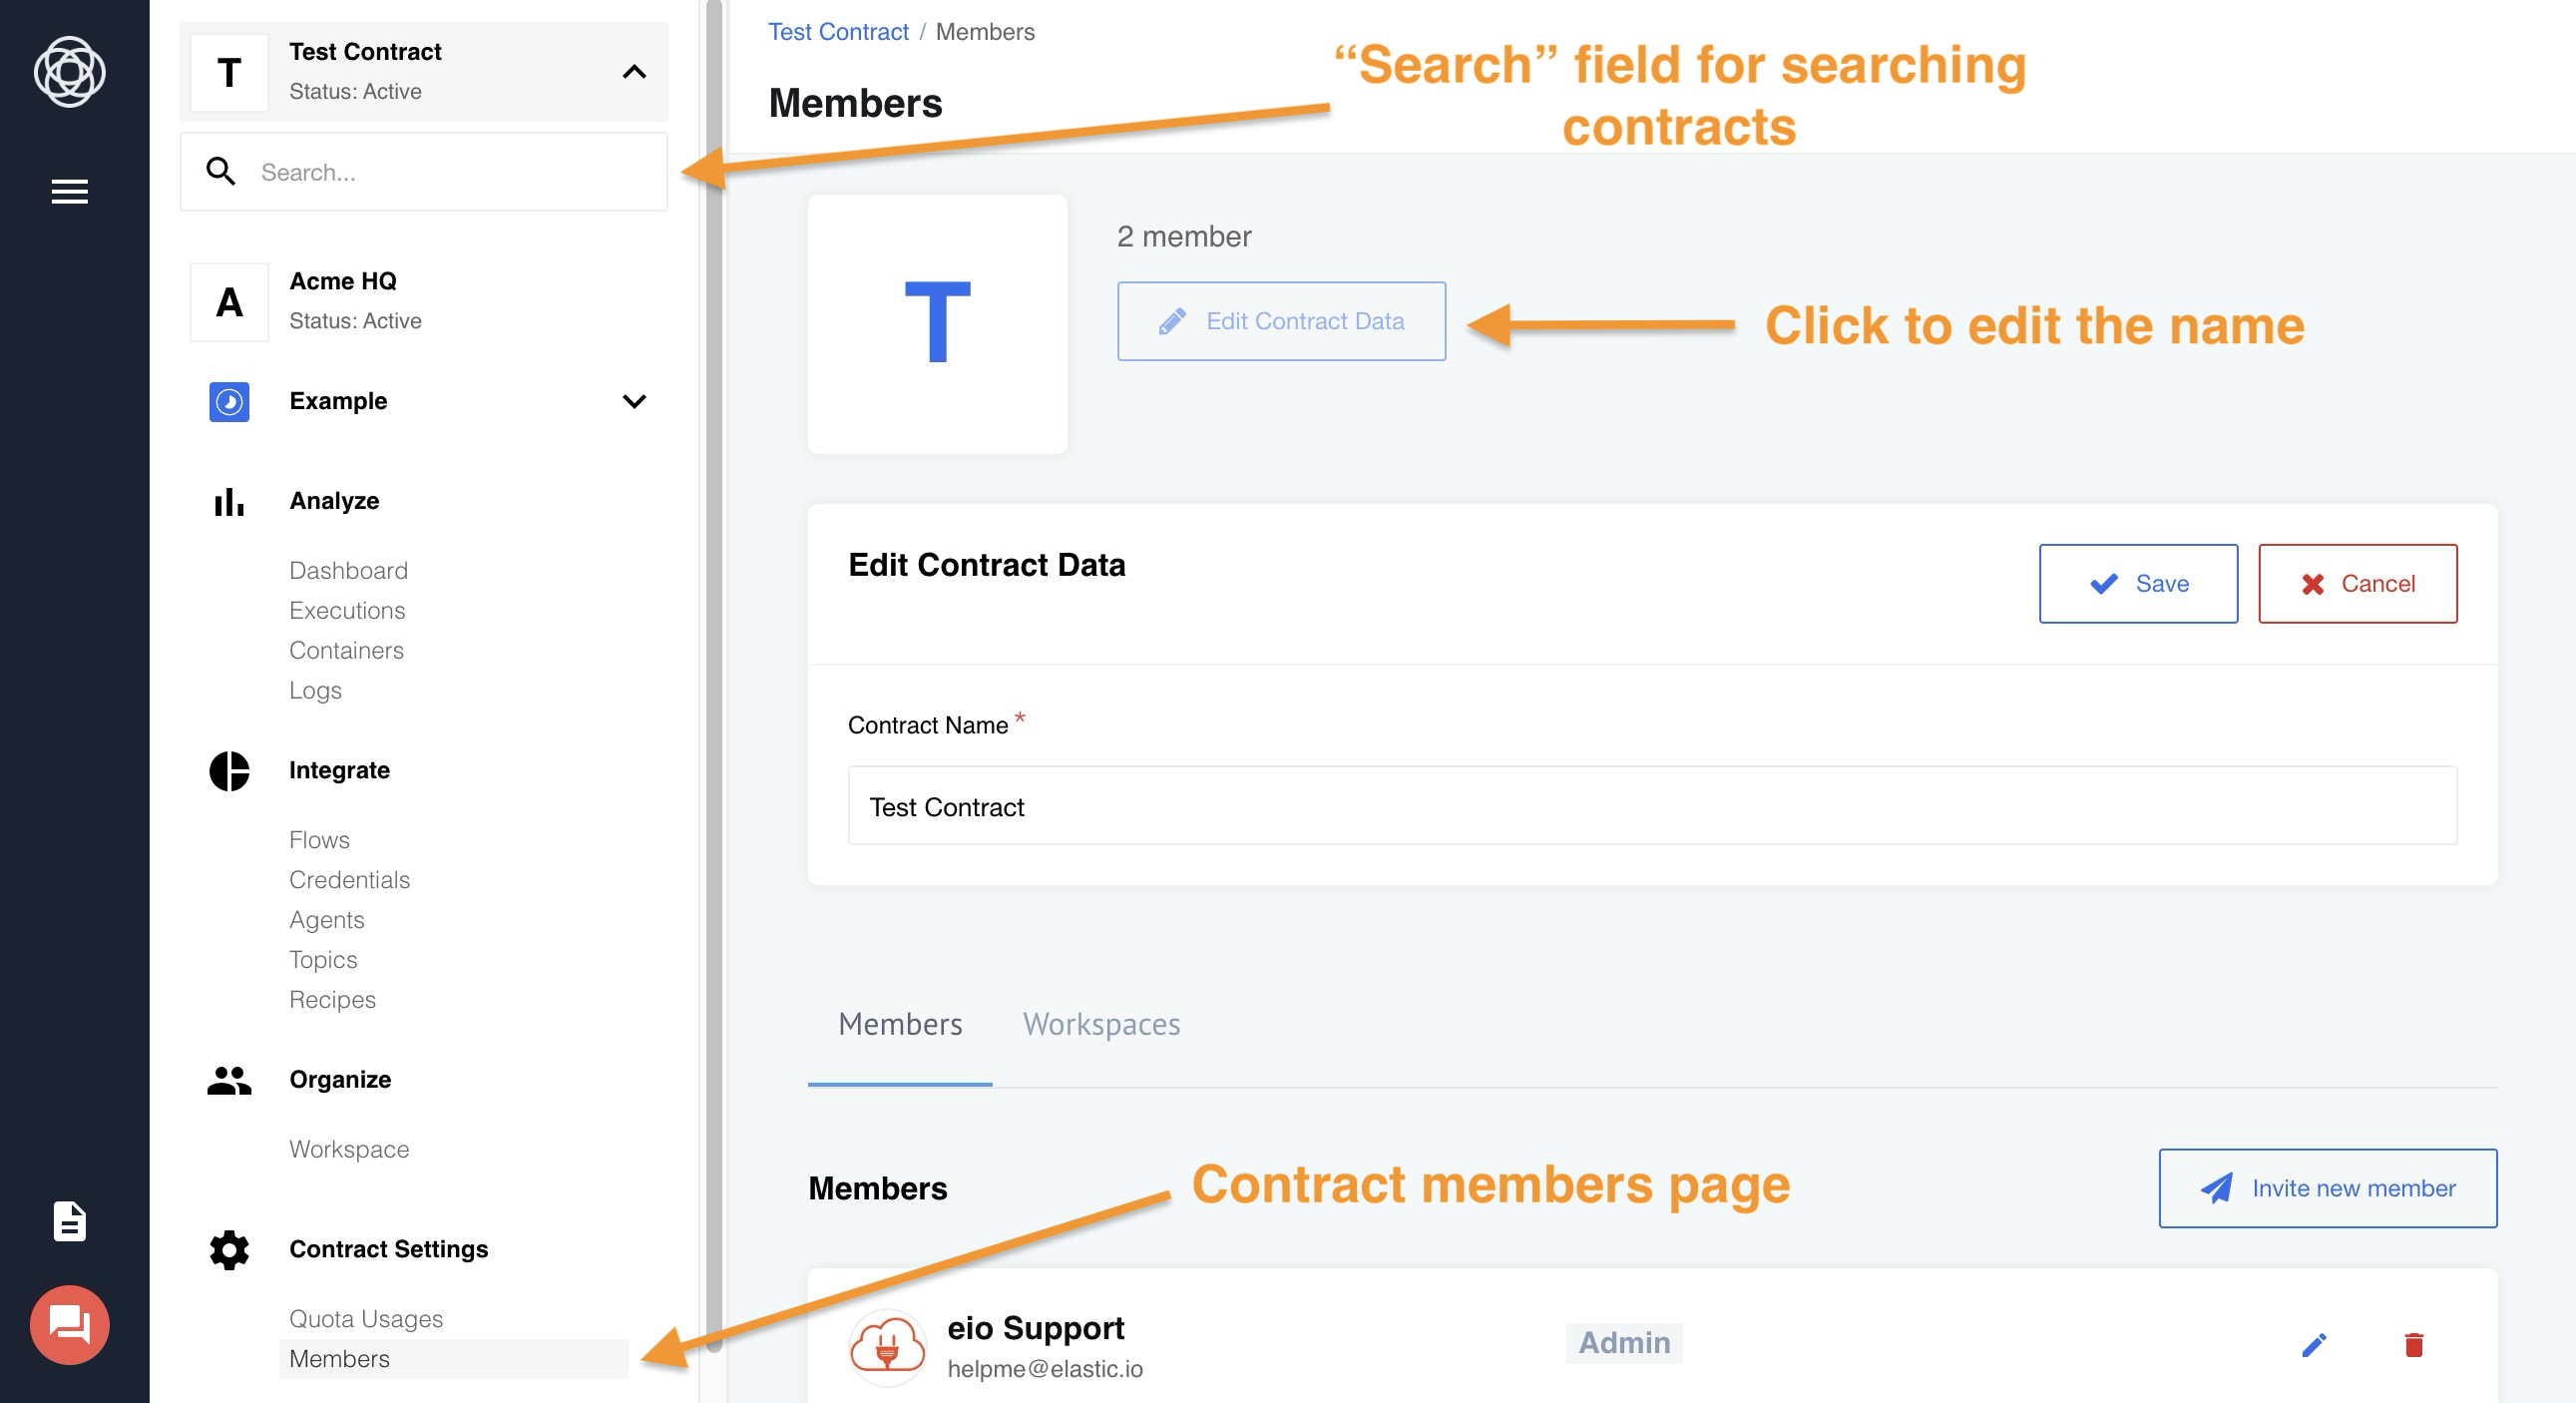 T
Test Contract
Status: Active
Search...
A
Acme HQ
Status: Active
Example
Analyze
Dashboard
Executions
Containers
Logs
Integrate
Flows
Credentials
Agents
Topics
Recipes
Organize
Workspace
Contract Settings
Quota Usages
Members
Test Contract / Members
Members
“Search” field for searching
contracts
T
2 member
Edit Contract Data
Click to edit the name
Edit Contract Data
Save
Cancel
Contract Name *
Test Contract
Members
Workspaces
Members
Contract members page
Invite new member
eio Support
helpme@elastic.io
Admin